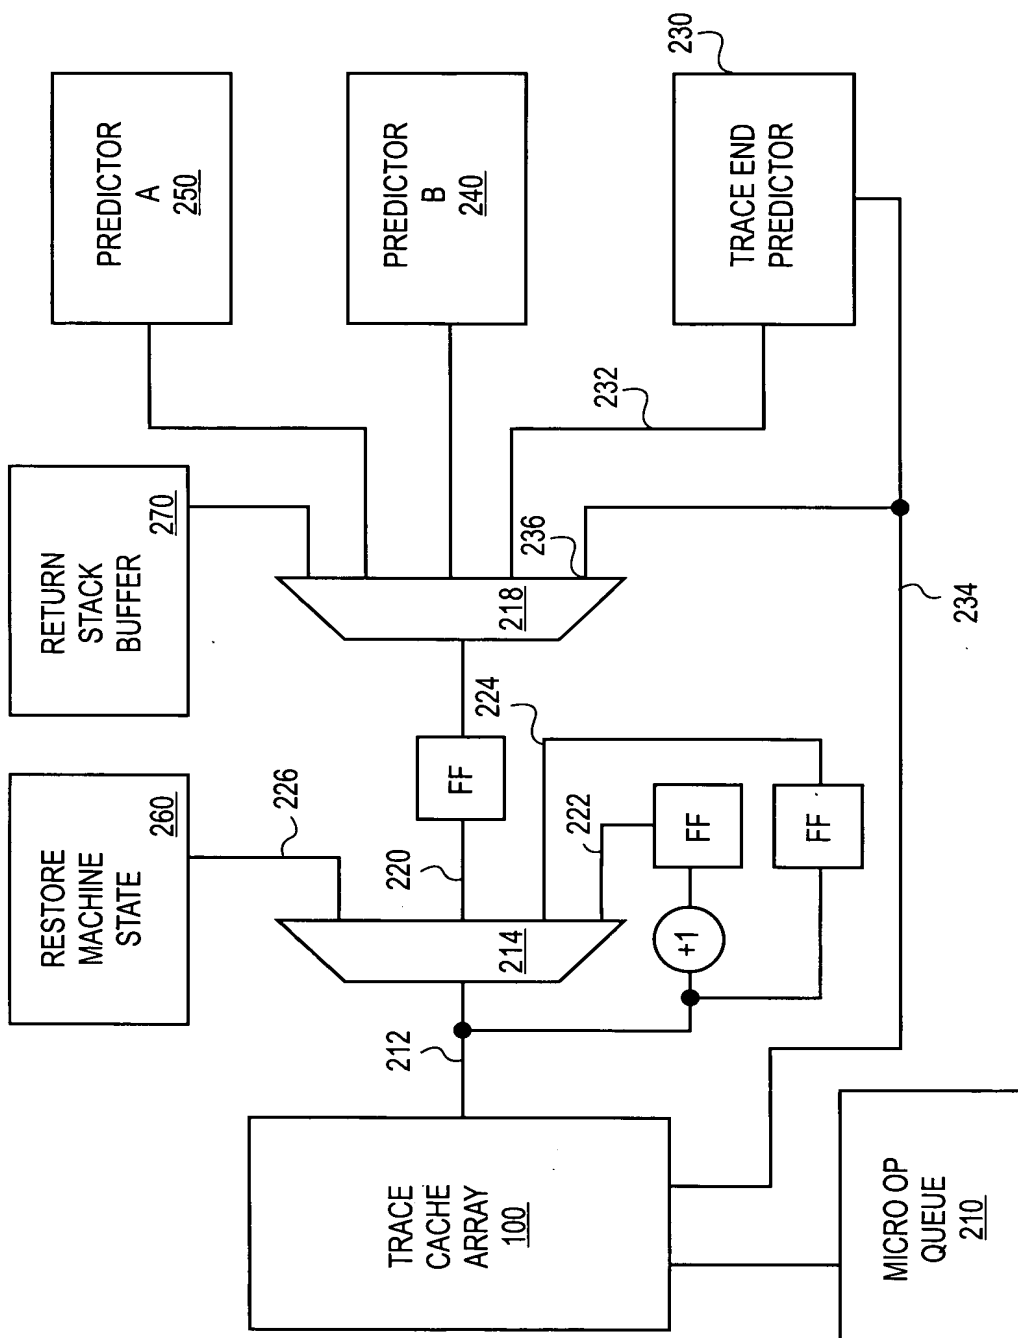 RESTORE
MACHINE
STATE
260
RETURN
STACK
BUFFER
270
PREDICTOR
A
250
PREDICTOR
B
240
TRACE END
PREDICTOR
230
226
220
224
222
236
232
234
212
214
218
FF
FF
FF
+1
TRACE
CACHE
ARRAY
100
MICRO OP
QUEUE
210